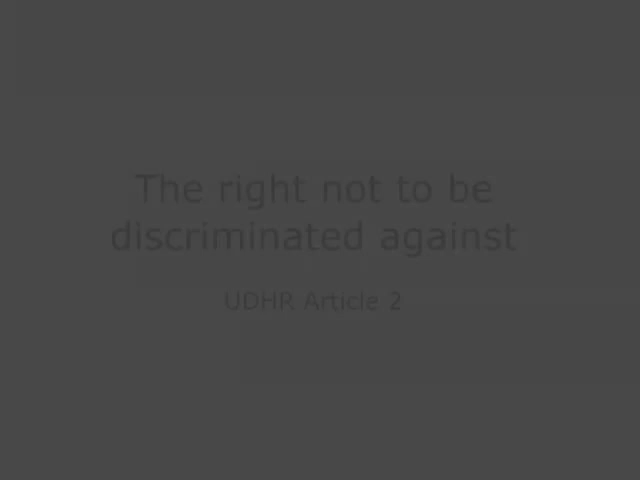 The right not to be
discriminated against
UDHR Article 2